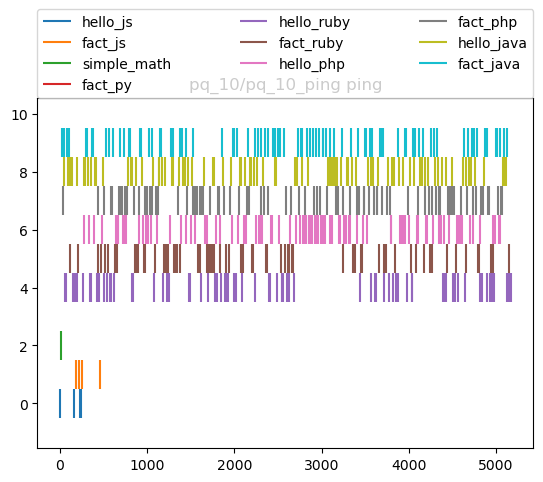 hello_js hello_ruby fact_php
fact_js fact_ruby hello_java
simple_math hello_php fact_java
fact_py
pq_10/pq_10_ping ping
10
8
6
4
2
0
0 1000 2000 3000 4000 5000